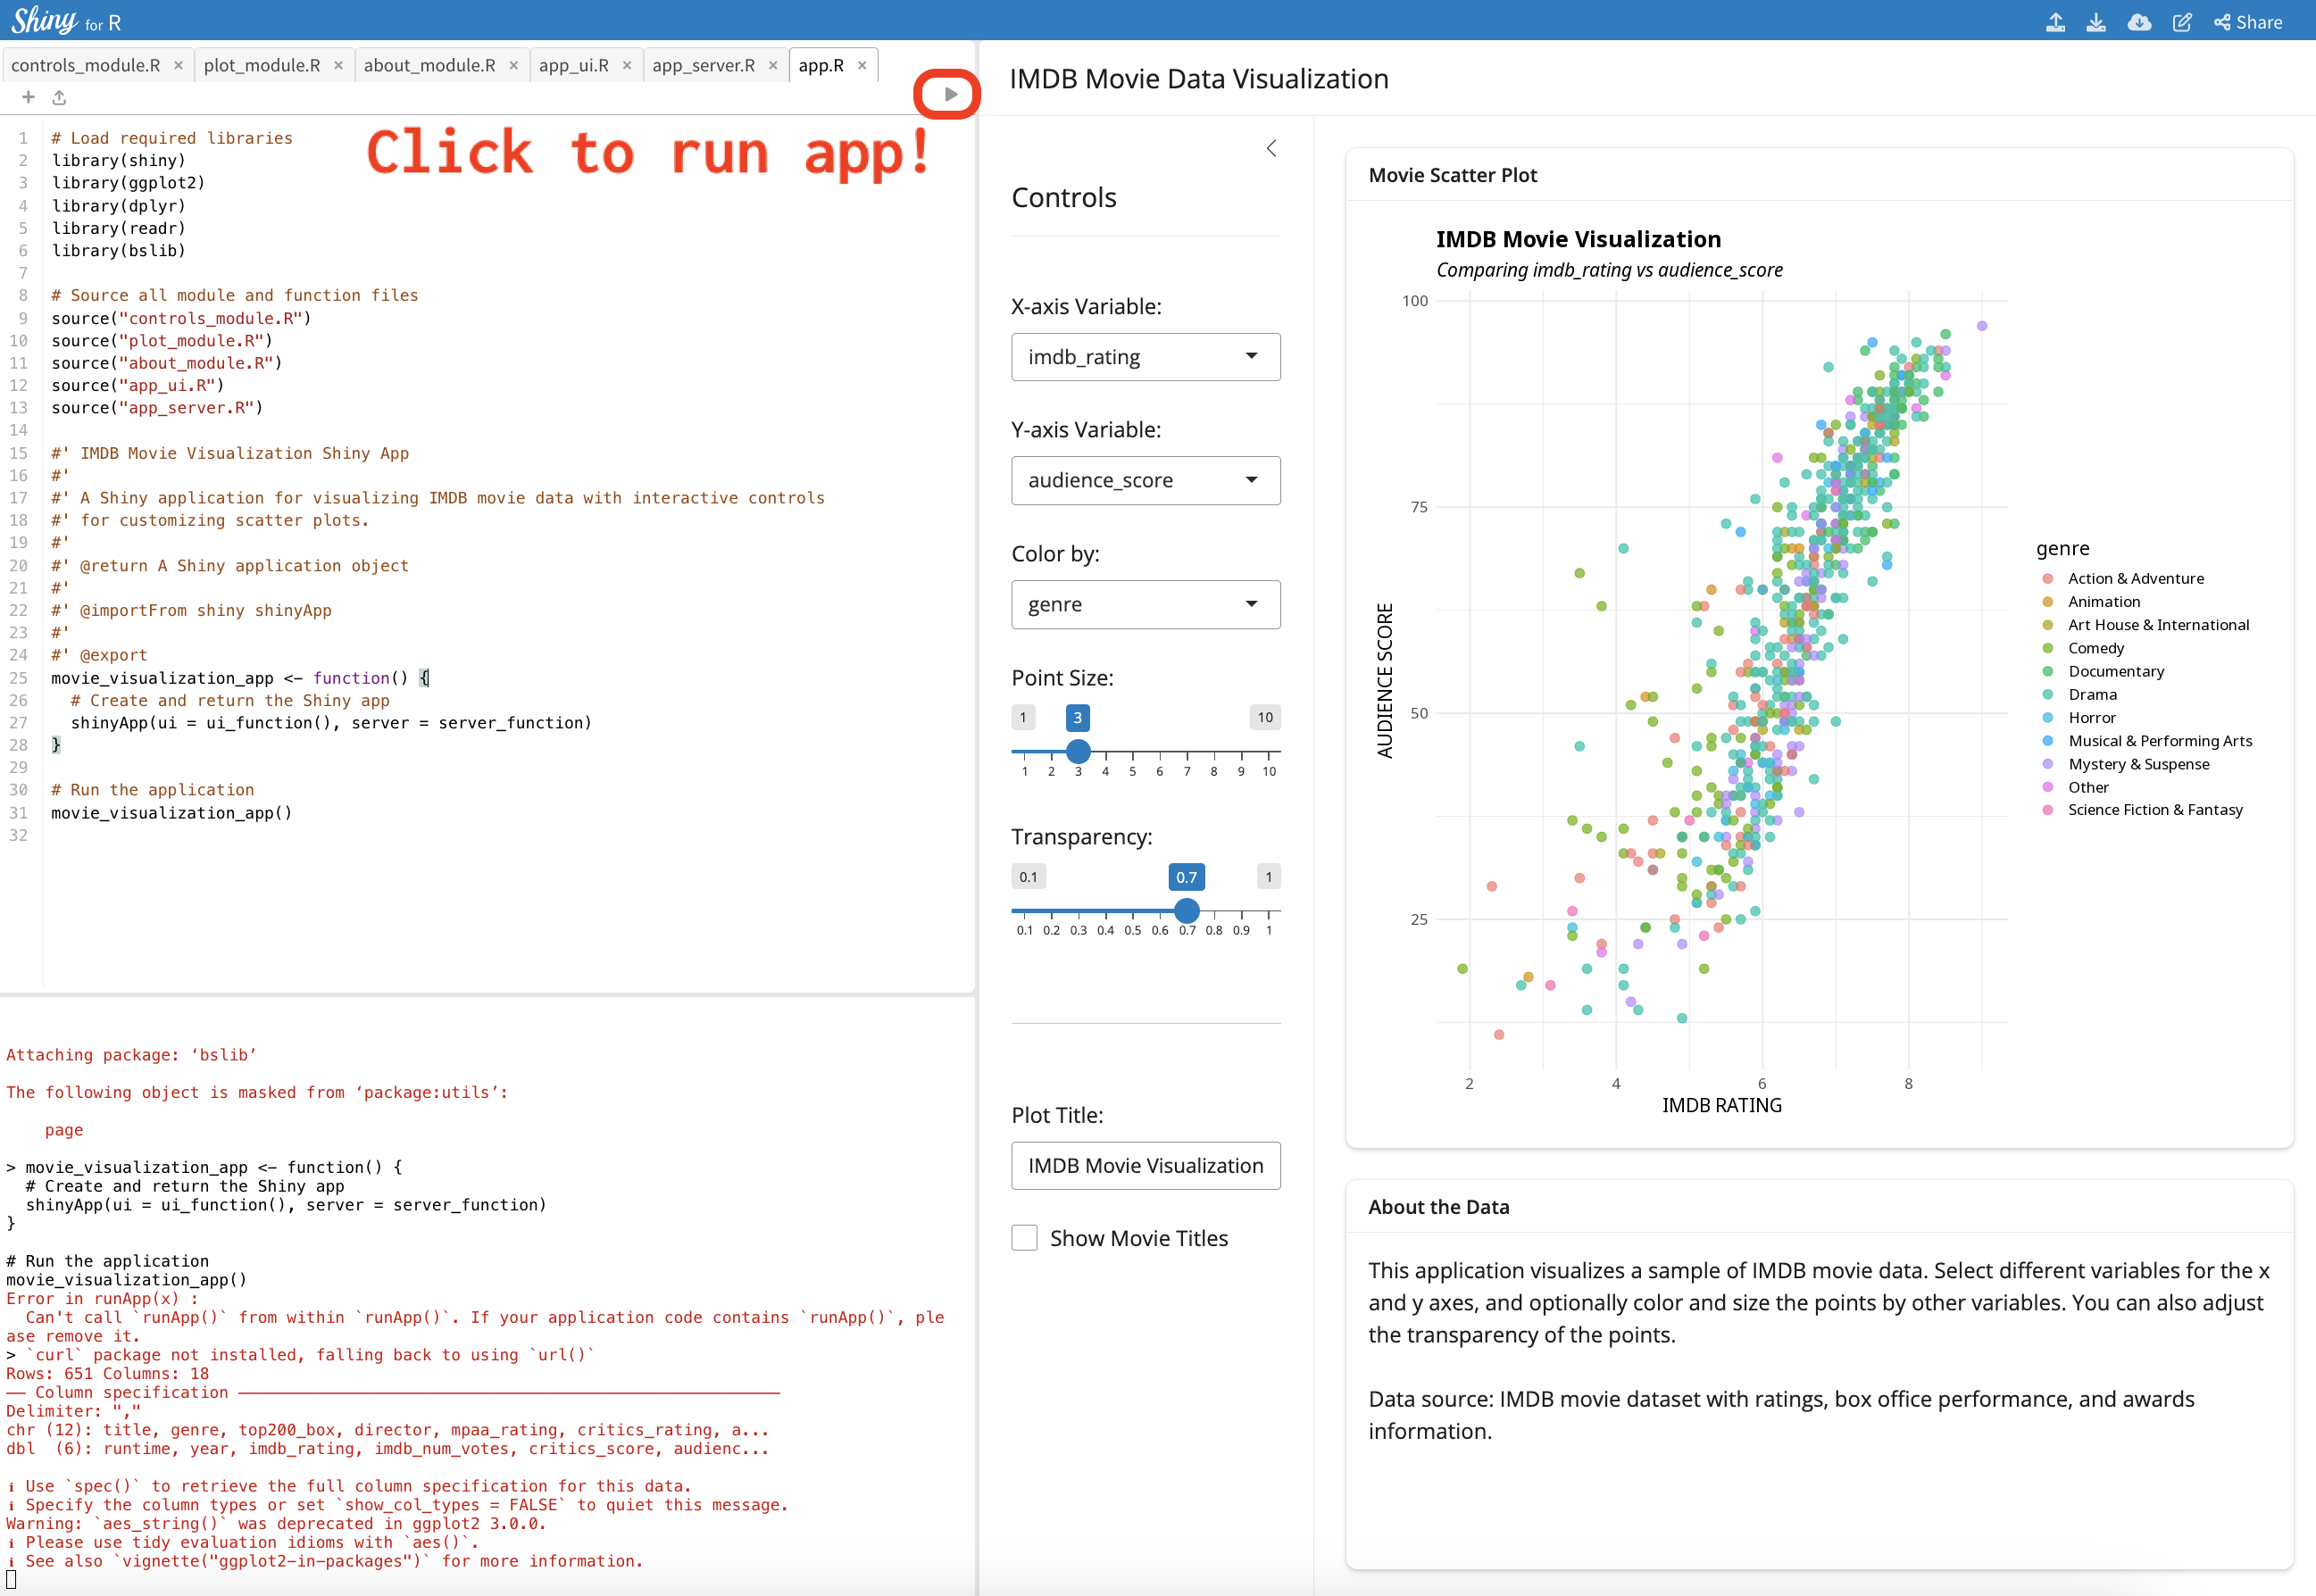 Shiny for R
Share
controls_module.R ×
plot_module.R ×
about_module.R ×
app_ui.R ×
app_server.R ×
app.R ×
Click to run app!
1 # Load required libraries
2 library(shiny)
3 library(ggplot2)
4 library(dplyr)
5 library(readr)
6 library(bslib)
7
8 # Source all module and function files
9 source("controls_module.R")
10 source("plot_module.R")
11 source("about_module.R")
12 source("app_ui.R")
13 source("app_server.R")
14
15 #' IMDB Movie Visualization Shiny App
16 #'
17 #' A Shiny application for visualizing IMDB movie data with interactive controls
18 #' for customizing scatter plots.
19 #'
20 #' @return A Shiny application object
21 #'
22 #' @importFrom shiny shinyApp
23 #'
24 #' @export
25 movie_visualization_app <- function() {
26   # Create and return the Shiny app
27   shinyApp(ui = ui_function(), server = server_function)
28 }
29
30 # Run the application
31 movie_visualization_app()
32
Attaching package: ‘bslib’
The following object is masked from ‘package:utils’:
page
> movie_visualization_app <- function() {
  # Create and return the Shiny app
  shinyApp(ui = ui_function(), server = server_function)
}
# Run the application
movie_visualization_app()
Error in runApp(x) :
  Can't call `runApp()` from within `runApp()`. If your application code contains `runApp()`, ple
ase remove it.
> `curl` package not installed, falling back to using `url()`
Rows: 651 Columns: 18
── Column specification ────────────────────────────────────────────────────────
Delimiter: ","
chr (12): title, genre, top200_box, director, mpaa_rating, critics_rating, a...
dbl  (6): runtime, year, imdb_rating, imdb_num_votes, critics_score, audienc...
ℹ Use `spec()` to retrieve the full column specification for this data.
ℹ Specify the column types or set `show_col_types = FALSE` to quiet this message.
Warning: `aes_string()` was deprecated in ggplot2 3.0.0.
ℹ Please use tidy evaluation idioms with `aes()`.
ℹ See also `vignette("ggplot2-in-packages")` for more information.
IMDB Movie Data Visualization
Controls
X-axis Variable:
imdb_rating
Y-axis Variable:
audience_score
Color by:
genre
Point Size:
1 3 10
1 2 3 4 5 6 7 8 9 10
Transparency:
0.1 0.7 1
0.1 0.2 0.3 0.4 0.5 0.6 0.7 0.8 0.9 1
Plot Title:
IMDB Movie Visualization
Show Movie Titles
Movie Scatter Plot
IMDB Movie Visualization
Comparing imdb_rating vs audience_score
100
75
50
25
AUDIENCE SCORE
2 4 6 8
IMDB RATING
genre
Action & Adventure
Animation
Art House & International
Comedy
Documentary
Drama
Horror
Musical & Performing Arts
Mystery & Suspense
Other
Science Fiction & Fantasy
About the Data
This application visualizes a sample of IMDB movie data. Select different variables for the x
and y axes, and optionally color and size the points by other variables. You can also adjust
the transparency of the points.
Data source: IMDB movie dataset with ratings, box office performance, and awards
information.